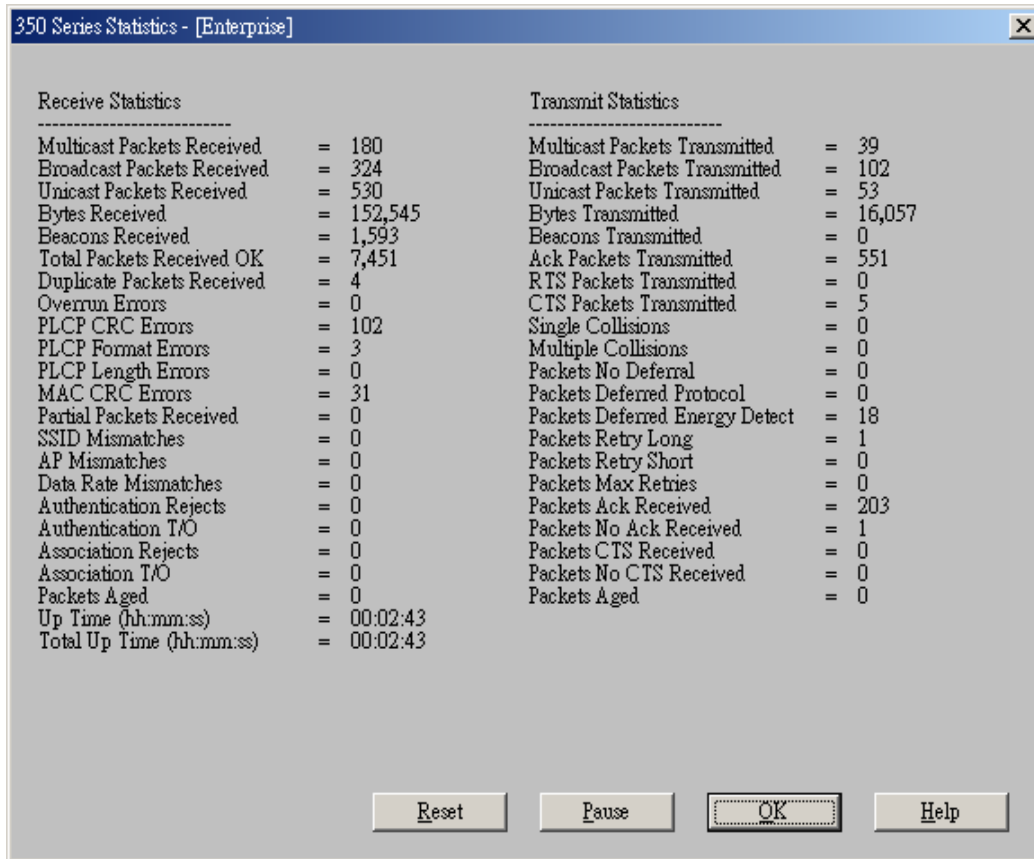 350 Series Statistics - [Enterprise]
Receive Statistics
---------------------------
Multicast Packets Received = 180
Broadcast Packets Received = 324
Unicast Packets Received = 530
Bytes Received = 152,545
Beacons Received = 1,593
Total Packets Received OK = 7,451
Duplicate Packets Received = 4
Overrun Errors = 0
PLCP CRC Errors = 102
PLCP Format Errors = 3
PLCP Length Errors = 0
MAC CRC Errors = 31
Partial Packets Received = 0
SSID Mismatches = 0
AP Mismatches = 0
Data Rate Mismatches = 0
Authentication Rejects = 0
Authentication T/O = 0
Association Rejects = 0
Association T/O = 0
Packets Aged = 0
Up Time (hh:mm:ss) = 00:02:43
Total Up Time (hh:mm:ss) = 00:02:43
Transmit Statistics
---------------------------
Multicast Packets Transmitted = 39
Broadcast Packets Transmitted = 102
Unicast Packets Transmitted = 53
Bytes Transmitted = 16,057
Beacons Transmitted = 0
Ack Packets Transmitted = 551
RTS Packets Transmitted = 0
CTS Packets Transmitted = 5
Single Collisions = 0
Multiple Collisions = 0
Packets No Deferral = 0
Packets Deferred Protocol = 0
Packets Deferred Energy Detect = 18
Packets Retry Long = 1
Packets Retry Short = 0
Packets Max Retries = 0
Packets Ack Received = 203
Packets No Ack Received = 1
Packets CTS Received = 0
Packets No CTS Received = 0
Packets Aged = 0
Reset
Pause
OK
Help